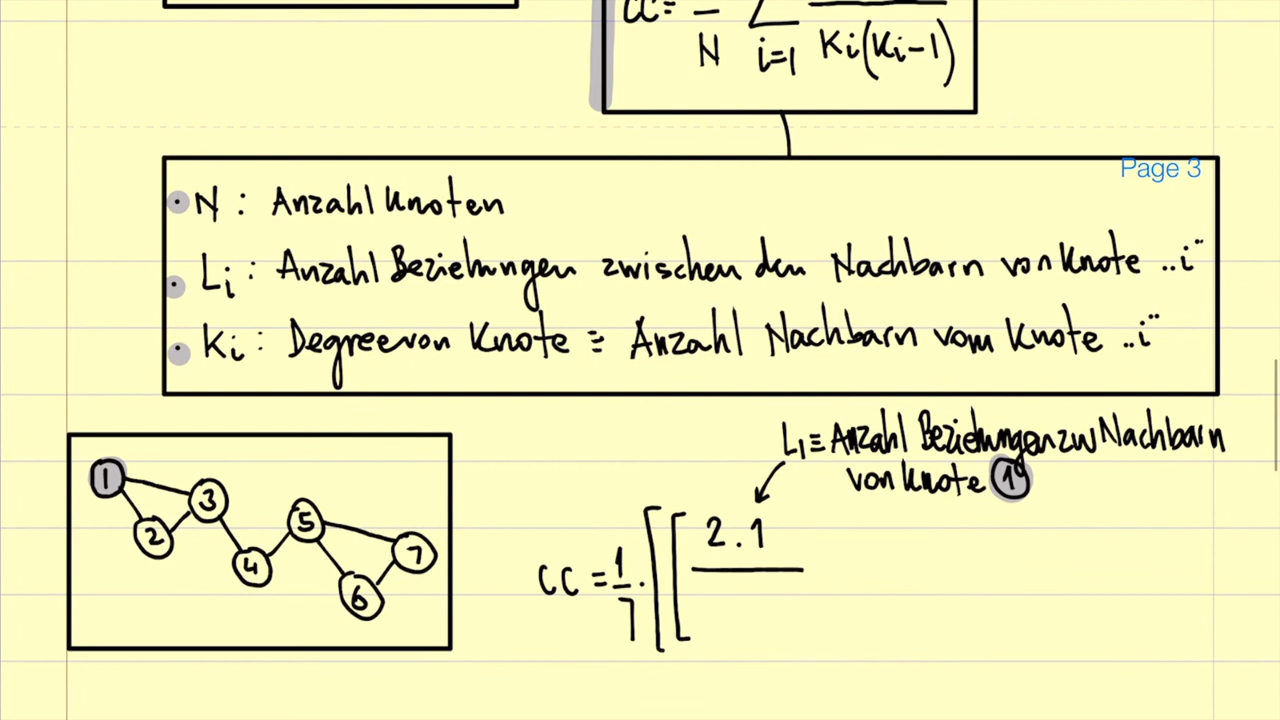 CC = 1/N Σ i=1 Ki(Ki-1)
Page 3
• N : Anzahl Knoten
• Li : Anzahl Beziehungen zwischen den Nachbarn von Knote "i"
• Ki : Degree von Knote ≡ Anzahl Nachbarn vom Knote "i"
L1 ≡ Anzahl Beziehungen zw Nachbarn
von Knote 1
1
3
2
4
5
7
6
CC = 1/7 · [ [ 2.1